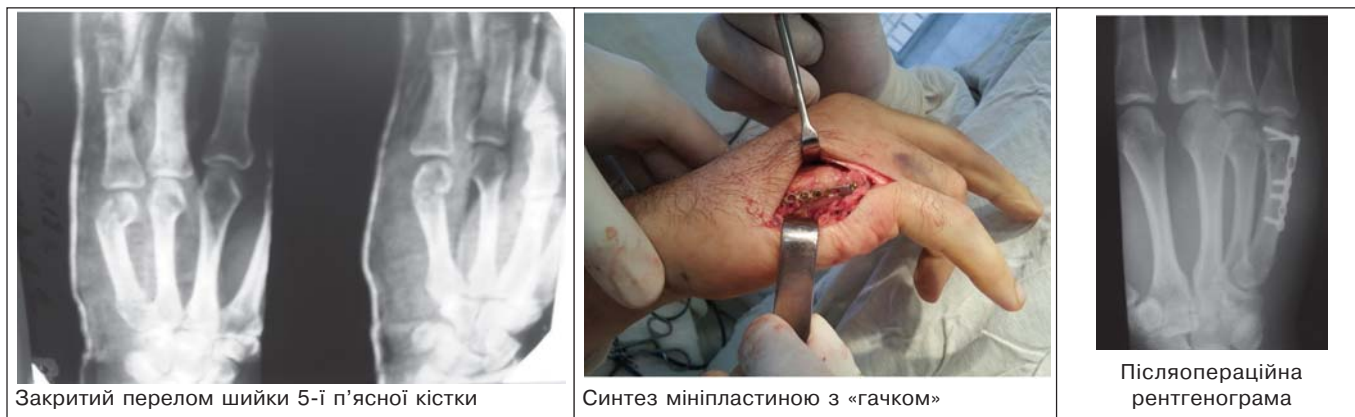 Закритий перелом шийки 5-ї п’ясної кістки
Синтез мініпластиною з «гачком»
Післяопераційна
рентгенограма